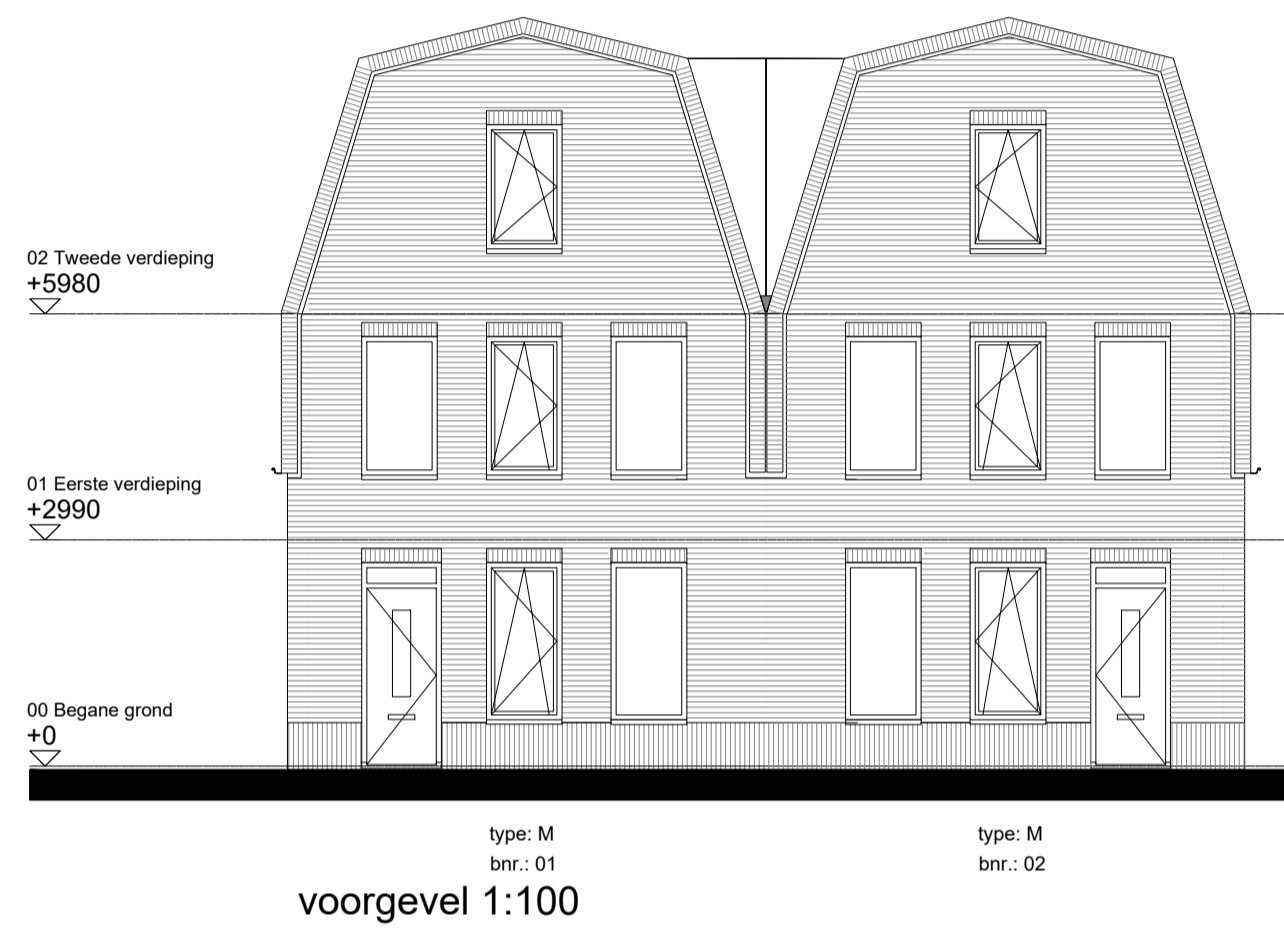 02 Tweede verdieping
+5980
01 Eerste verdieping
+2990
00 Begane grond
+0
type: M
bnr.: 01
type: M
bnr.: 02
voorgevel 1:100